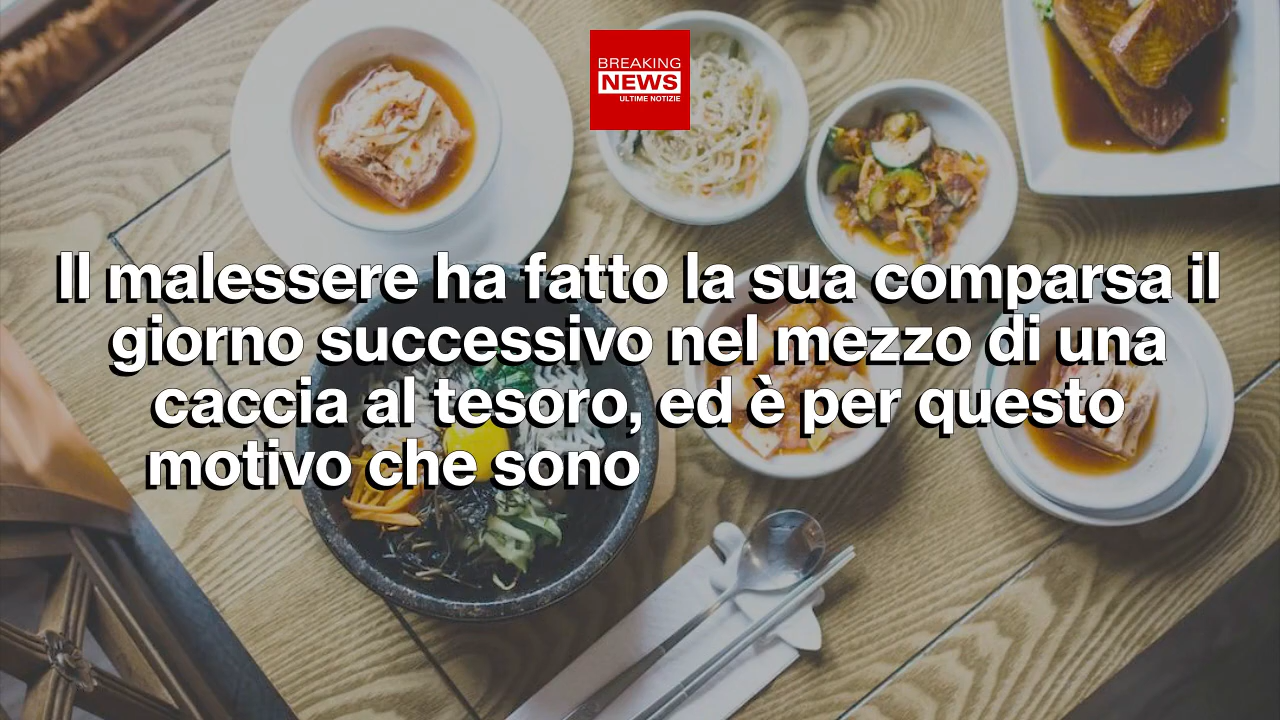 BREAKING
NEWS
ULTIME NOTIZIE
Il malessere ha fatto la sua comparsa il
giorno successivo nel mezzo di una
caccia al tesoro, ed è per questo
motivo che sono